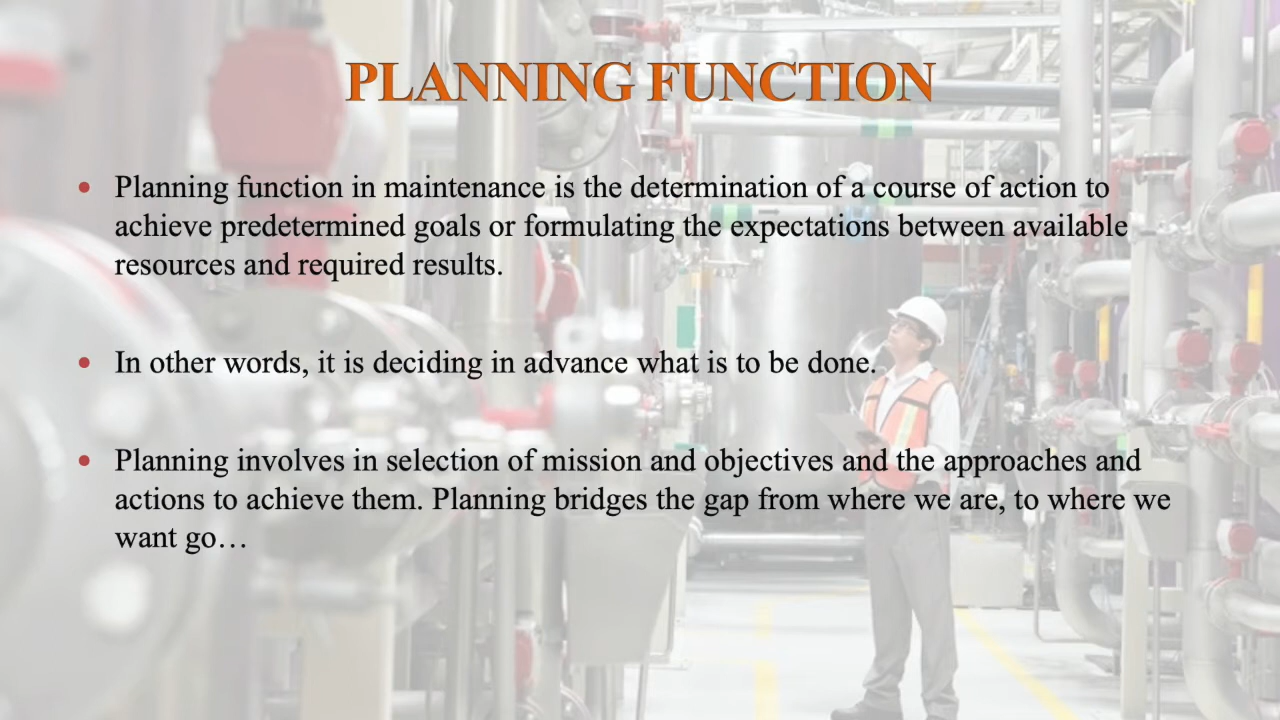 PLANNING FUNCTION
• Planning function in maintenance is the determination of a course of action to
achieve predetermined goals or formulating the expectations between available
resources and required results.
• In other words, it is deciding in advance what is to be done.
• Planning involves in selection of mission and objectives and the approaches and
actions to achieve them. Planning bridges the gap from where we are, to where we
want go…